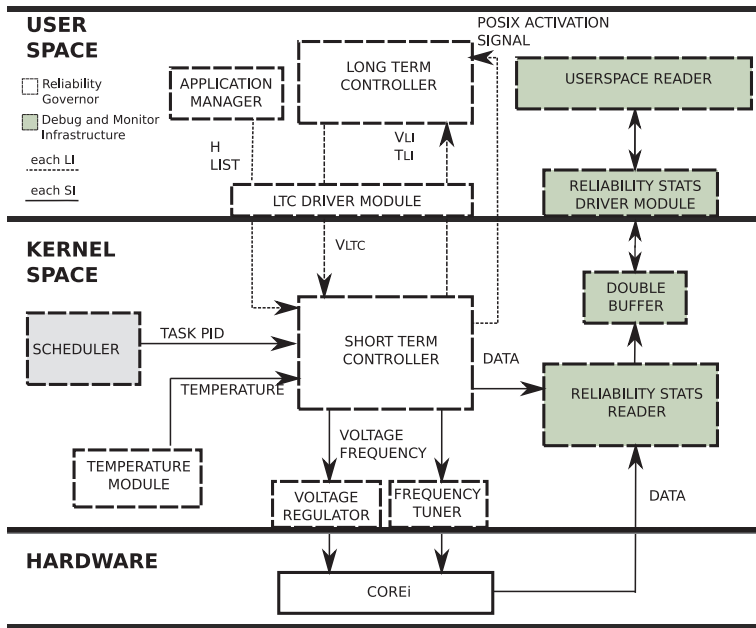 USER
SPACE
Reliability
Governor
Debug and Monitor
Infrastructure
each LI
each SI
APPLICATION
MANAGER
LONG TERM
CONTROLLER
POSIX ACTIVATION
SIGNAL
USERSPACE READER
H
LIST
VLI
TLI
LTC DRIVER MODULE
RELIABILITY STATS
DRIVER MODULE
KERNEL
SPACE
VLTC
DOUBLE
BUFFER
SCHEDULER
TASK PID
SHORT TERM
CONTROLLER
DATA
TEMPERATURE
RELIABILITY STATS
READER
TEMPERATURE
MODULE
VOLTAGE
FREQUENCY
VOLTAGE
REGULATOR
FREQUENCY
TUNER
DATA
HARDWARE
COREi